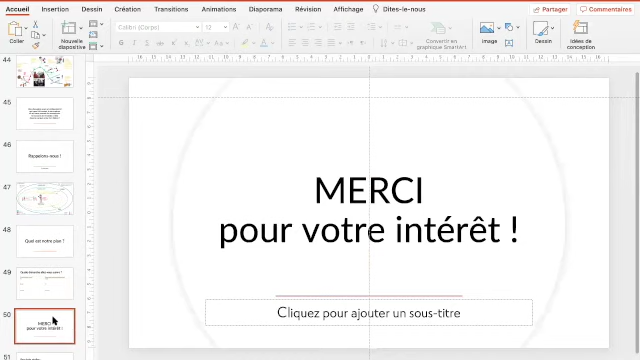 Accueil Insertion Dessin Création Transitions Animations Diaporama Révision Affichage Dites-le-nous Partager Commentaires
Coller Nouvelle diapositive Calibri (Corps) 12 Convertir en graphique SmartArt Image Dessin Idées de conception
G I S
44
45
46
Rappelons-nous !
47
48
Quel est notre plan ?
49
50
MERCI
pour votre intérêt !
51
MERCI
pour votre intérêt !
Cliquez pour ajouter un sous-titre